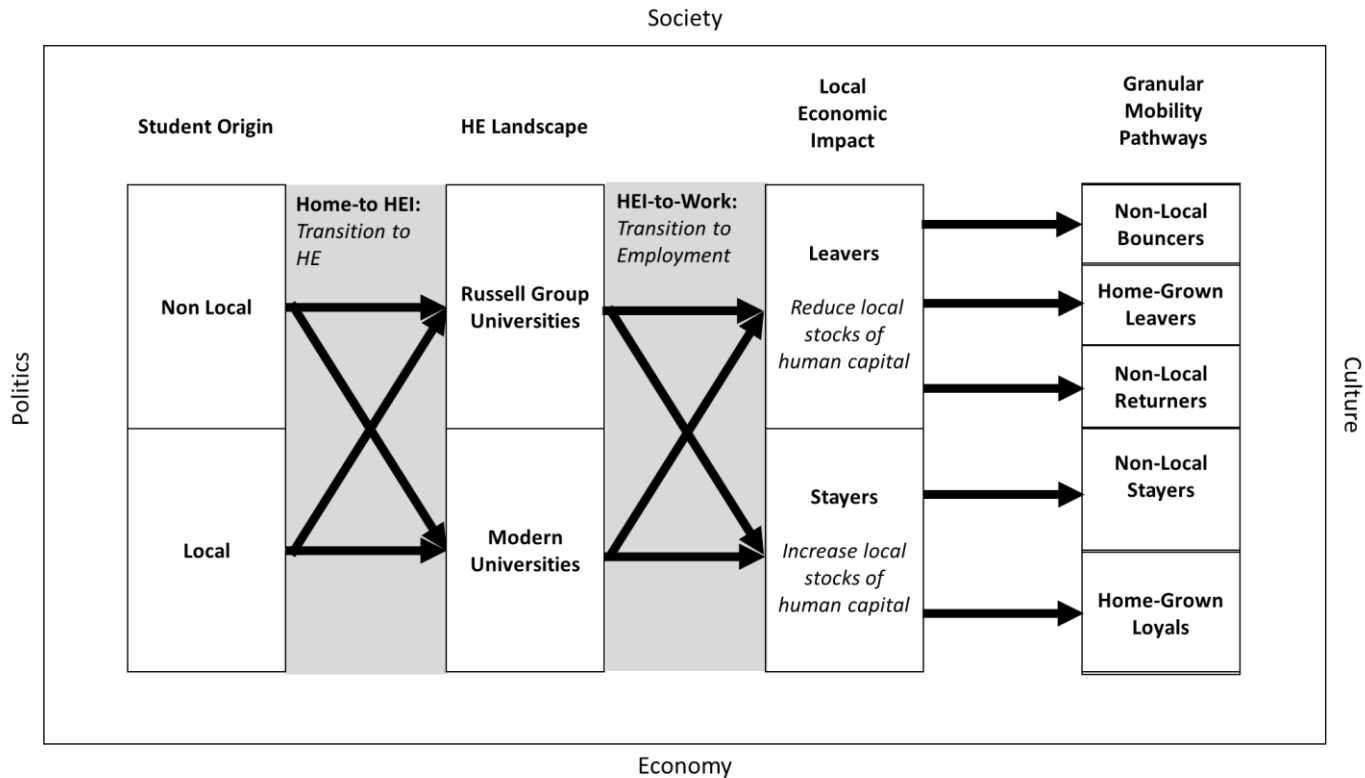 Society
Politics
Culture
Economy
Student Origin
HE Landscape
Local
Economic
Impact
Granular
Mobility
Pathways
Non Local
Local
Home-to HEI:
Transition to
HE
Russell Group
Universities
Modern
Universities
HEI-to-Work:
Transition to
Employment
Leavers
Reduce local
stocks of
human capital
Stayers
Increase local
stocks of
human capital
Non-Local
Bouncers
Home-Grown
Leavers
Non-Local
Returners
Non-Local
Stayers
Home-Grown
Loyals